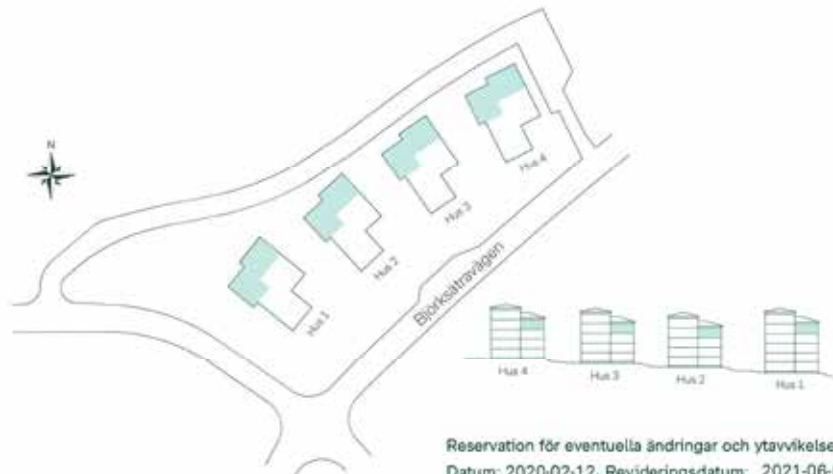 N
Hus 4
Hus 3
Hus 2
Hus 1
Björksätravägen
Hus 4
Hus 3
Hus 2
Hus 1
Reservation för eventuella ändringar och ytavvikelse
Datum: 2020-02-12. Revideringsdatum: 2021-06-